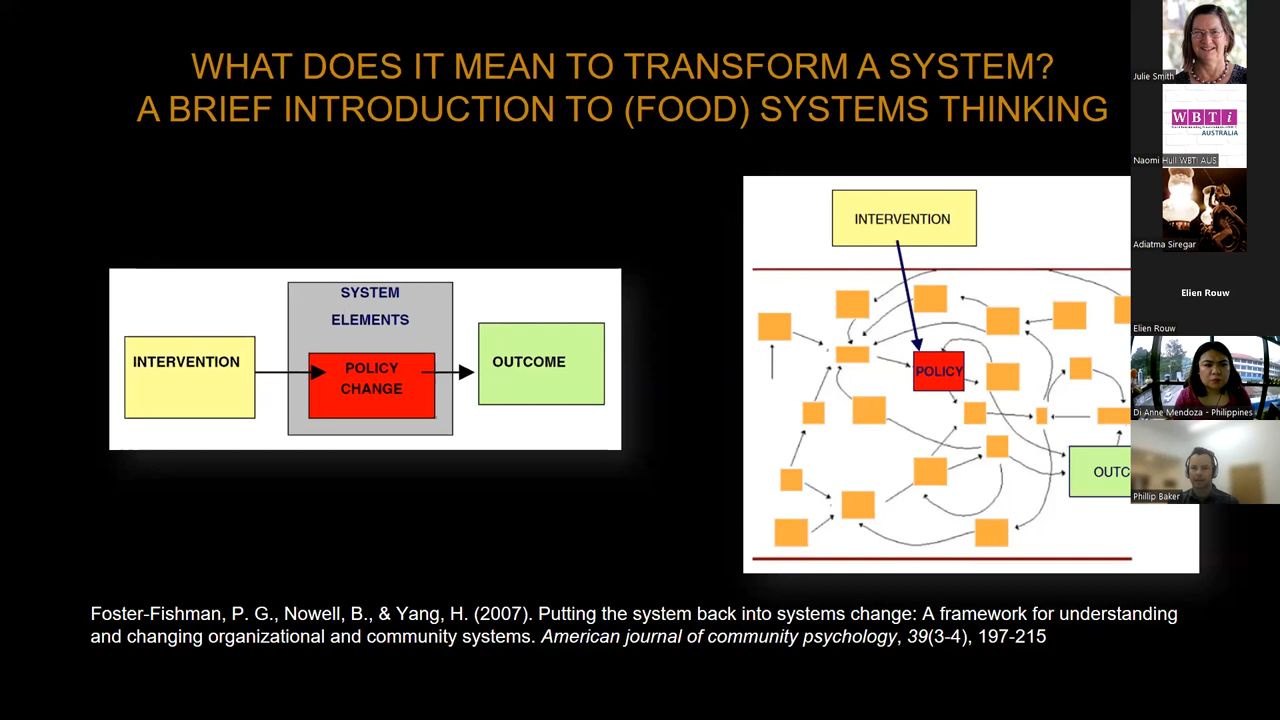 WHAT DOES IT MEAN TO TRANSFORM A SYSTEM?
A BRIEF INTRODUCTION TO (FOOD) SYSTEMS THINKING
INTERVENTION
SYSTEM
ELEMENTS
POLICY
CHANGE
OUTCOME
INTERVENTION
POLICY
OUTC
Foster-Fishman, P. G., Nowell, B., & Yang, H. (2007). Putting the system back into systems change: A framework for understanding
and changing organizational and community systems. American journal of community psychology, 39(3-4), 197-215
Julie Smith
WBTi
AUSTRALIA
Naomi Hull WBTI AUS
Adiatma Siregar
Elien Rouw
Elien Rouw
Di Anne Mendoza - Philippines
Phillip Baker